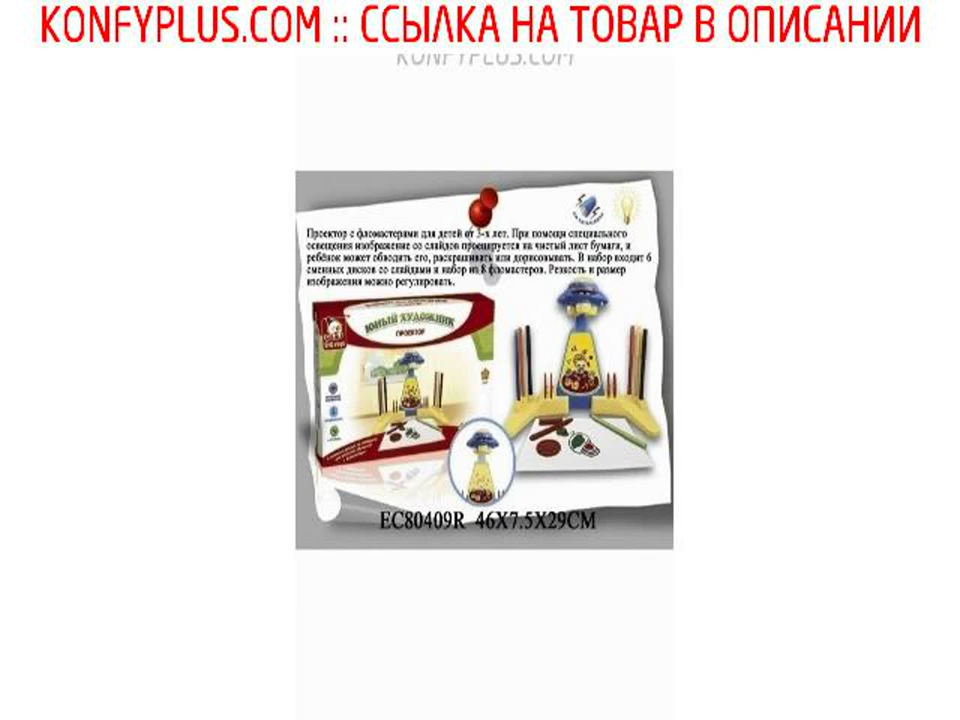 KONFYPLUS.COM :: ССЫЛКА НА ТОВАР В ОПИСАНИИ
KONFYPLUS.COM
Проектор с фломастерами для детей от 3-х лет. При помощи специального
освещения изображение со слайдов проецируется на чистый лист бумаги, и
ребёнок может обводить его, раскрашивать или дорисовывать. В набор входит 6
сменных дисков со слайдами и набор из 8 фломастеров. Резкость и размер
изображения можно регулировать.
ЮНЫЙ ХУДОЖНИК
ПРОЕКТОР
EC80409R 46X7.5X29CM